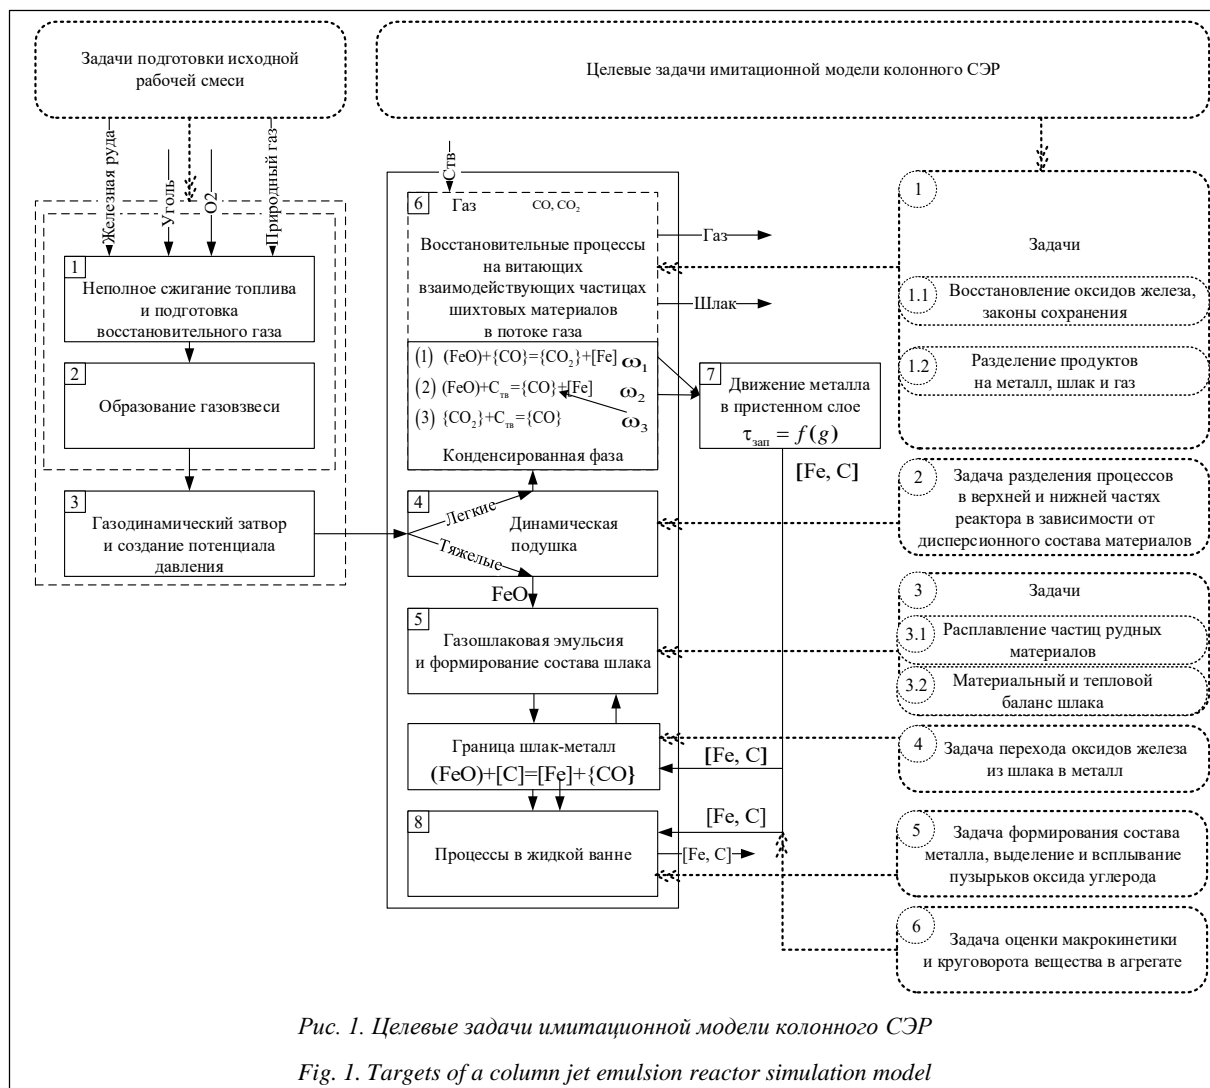 Задачи подготовки исходной
рабочей смеси
Целевые задачи имитационной модели колонного СЭР
Железная руда
Уголь
О2
Природный газ
1
Неполное сжигание топлива
и подготовка
восстановительного газа
2
Образование газовзвеси
3
Газодинамический затвор
и создание потенциала
давления
Cтв
6
Газ
CO, CO₂
Восстановительные процессы
на витающих
взаимодействующих частицах
шихтовых материалов
в потоке газа
(1) (FeO)+{CO}={CO₂}+[Fe] ω₁
(2) (FeO)+Cтв={CO}+[Fe] ω₂
(3) {CO₂}+Cтв={CO} ω₃
Конденсированная фаза
Газ
Шлак
7
Движение металла
в пристенном слое
τзап = f(g)
[Fe, C]
4
Легкие
Тяжелые
Динамическая
подушка
FeO
5
Газошлаковая эмульсия
и формирование состава шлака
Граница шлак-металл
(FeO)+[C]=[Fe]+{CO}
[Fe, C]
8
Процессы в жидкой ванне
[Fe, C]
[Fe, C]
1
Задачи
1.1
Восстановление оксидов железа,
законы сохранения
1.2
Разделение продуктов
на металл, шлак и газ
2
Задача разделения процессов
в верхней и нижней частях
реактора в зависимости от
дисперсионного состава материалов
3
Задачи
3.1
Расплавление частиц рудных
материалов
3.2
Материальный и тепловой
баланс шлака
4
Задача перехода оксидов железа
из шлака в металл
5
Задача формирования состава
металла, выделение и всплывание
пузырьков оксида углерода
6
Задача оценки макрокинетики
и круговорота вещества в агрегате
Рис. 1. Целевые задачи имитационной модели колонного СЭР
Fig. 1. Targets of a column jet emulsion reactor simulation model